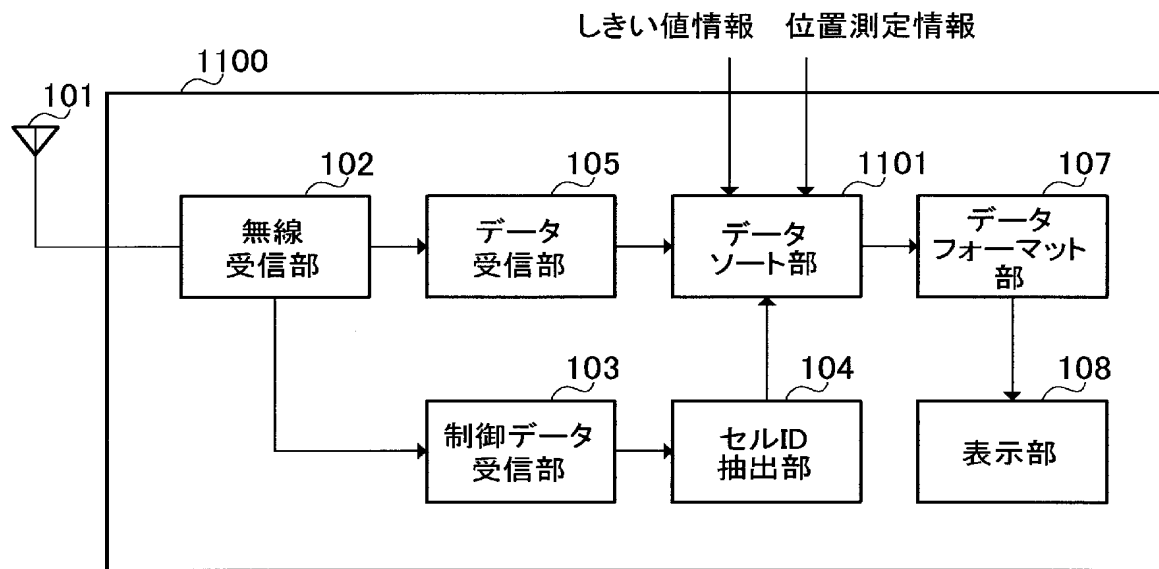 しきい値情報 位置測定情報
1100
101
102
105
1101
107
無線
受信部
データ
受信部
データ
ソート部
データ
フォーマット
部
103
104
108
制御データ
受信部
セルID
抽出部
表示部